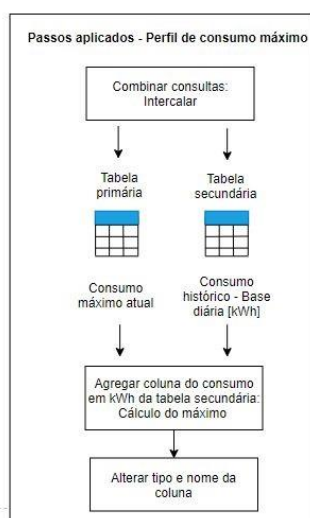 Passos aplicados - Perfil de consumo máximo
Combinar consultas:
Intercalar
Tabela
primária
Tabela
secundária
Consumo
máximo atual
Consumo
histórico - Base
diária [kWh]
Agregar coluna do consumo
em kWh da tabela secundária:
Cálculo do máximo
Alterar tipo e nome da
coluna